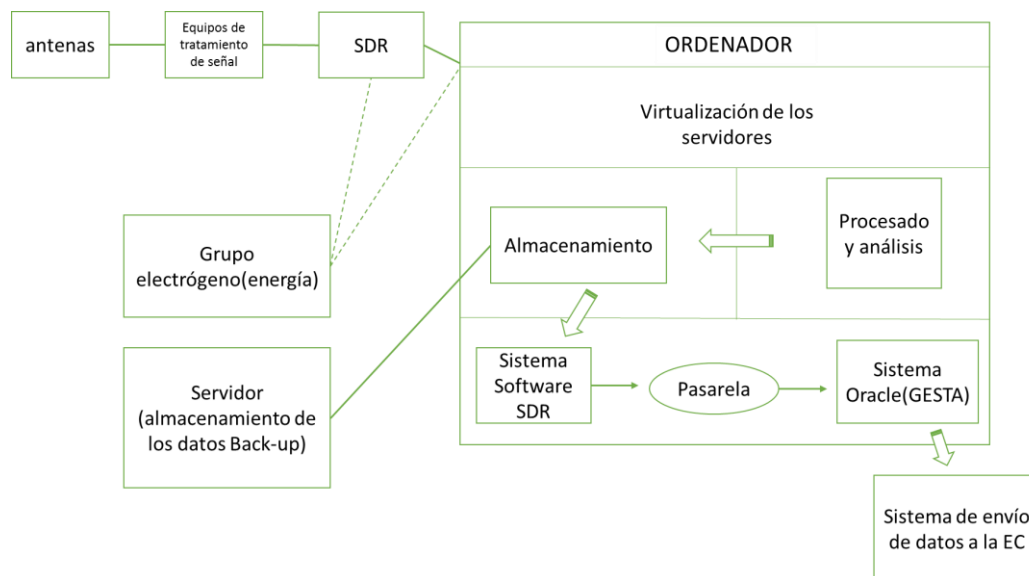 antenas
Equipos de
tratamiento
de señal
SDR
ORDENADOR
Virtualización de los
servidores
Procesado
y análisis
Almacenamiento
Grupo
electrógeno(energía)
Servidor
(almacenamiento de
los datos Back-up)
Sistema
Software
SDR
Pasarela
Sistema
Oracle(GESTA)
Sistema de envío
de datos a la EC